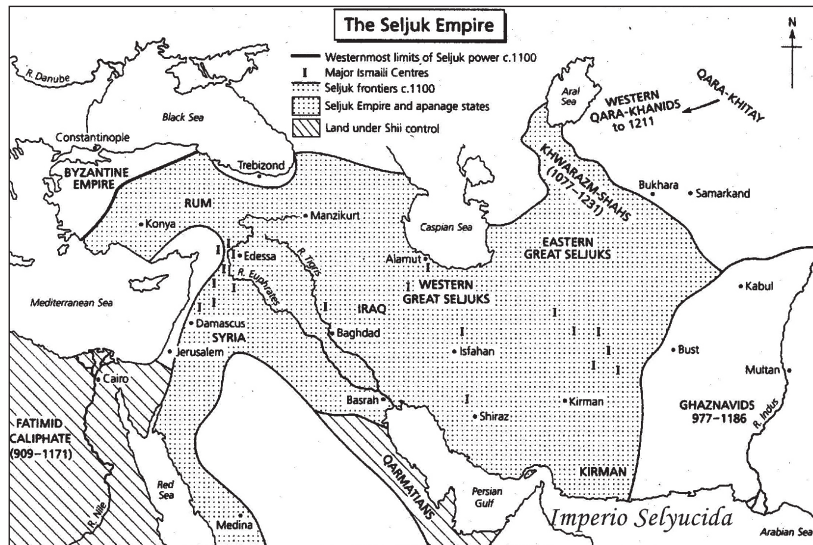 The Seljuk Empire
Westernmost limits of Seljuk power c.1100
Major Ismaili Centres
Seljuk frontiers c.1100
Seljuk Empire and apanage states
Land under Shii control
N
R. Danube
Black Sea
Constantinople
BYZANTINE
EMPIRE
Trebizond
RUM
Konya
Manzikurt
Aral
Sea
WESTERN
QARA-KHANIDS
to 1211
QARA-KHITAY
KHWARAZM-SHAHS
(1077–1231)
Bukhara
Samarkand
Caspian Sea
Edessa
R. Tigris
R. Euphrates
Alamut
WESTERN
GREAT SELJUKS
EASTERN
GREAT SELJUKS
Mediterranean Sea
IRAQ
Damascus
SYRIA
Baghdad
Jerusalem
Isfahan
Kabul
Bust
Multan
Cairo
Basrah
Shiraz
Kirman
GHAZNAVIDS
977–1186
R. Indus
FATIMID
CALIPHATE
(909–1171)
R. Nile
Red
Sea
Medina
QARMATIANS
Persian
Gulf
KIRMAN
Imperio Selyucida
Arabian Sea